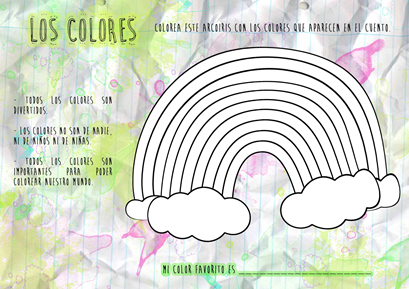 LOS COLORES
COLOREA ESTE ARCOIRIS CON LOS COLORES QUE APARECEN EN EL CUENTO.
- TODOS LOS COLORES SON
DIVERTIDOS.
- LOS COLORES NO SON DE NADIE,
NI DE NIÑOS NI DE NIÑAS.
- TODOS LOS COLORES SON
IMPORTANTES PARA PODER
COLOREAR NUESTRO MUNDO.
MI COLOR FAVORITO ES